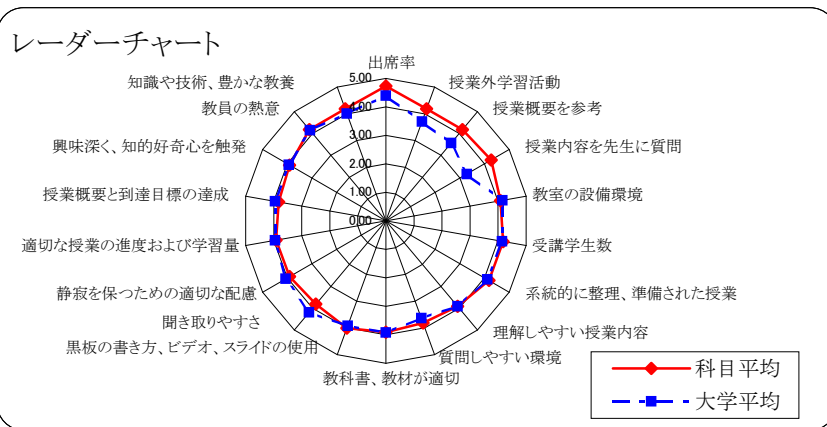 レーダーチャート
出席率
授業外学習活動
授業概要を参考
授業内容を先生に質問
教室の設備環境
受講学生数
系統的に整理、準備された授業
理解しやすい授業内容
質問しやすい環境
教科書、教材が適切
黒板の書き方、ビデオ、スライドの使用
聞き取りやすさ
静寂を保つための適切な配慮
適切な授業の進度および学習量
授業概要と到達目標の達成
興味深く、知的好奇心を触発
教員の熱意
知識や技術、豊かな教養
5.00
4.00
3.00
2.00
1.00
0.00
科目平均
大学平均